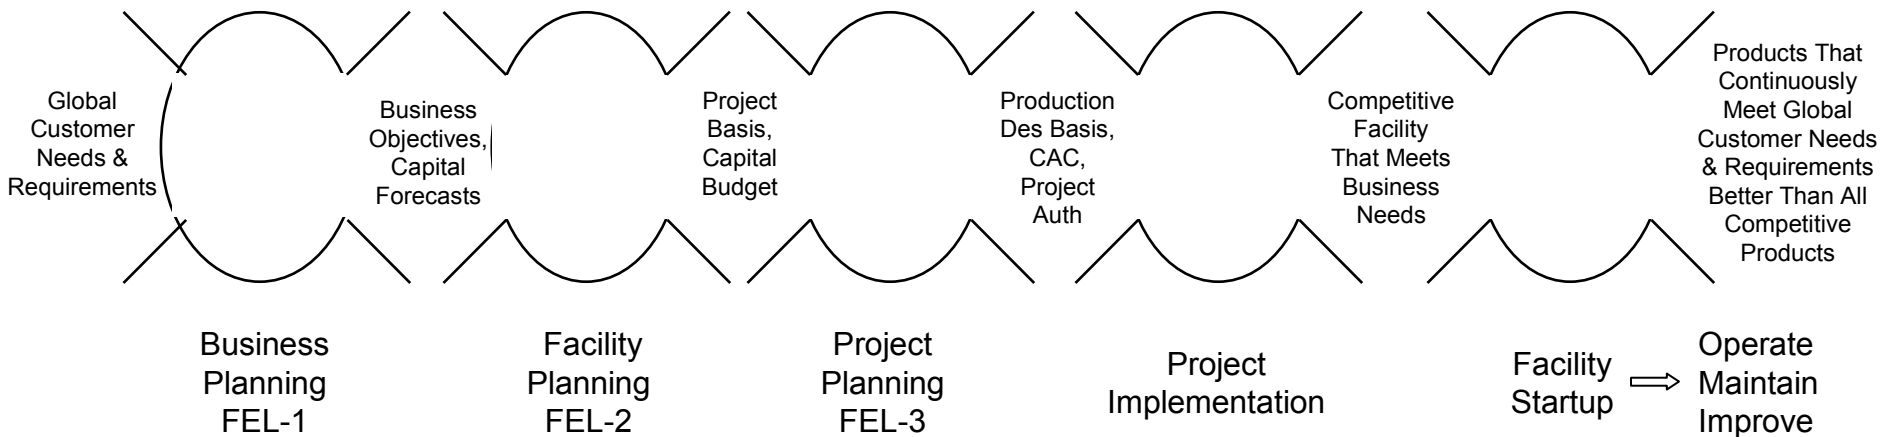 Global
Customer
Needs &
Requirements
Business
Objectives,
Capital
Forecasts
Project
Basis,
Capital
Budget
Production
Des Basis,
CAC,
Project
Auth
Competitive
Facility
That Meets
Business
Needs
Products That
Continuously
Meet Global
Customer Needs
& Requirements
Better Than All
Competitive
Products
Business
Planning
FEL-1
Facility
Planning
FEL-2
Project
Planning
FEL-3
Project
Implementation
Facility
Startup
Operate
Maintain
Improve